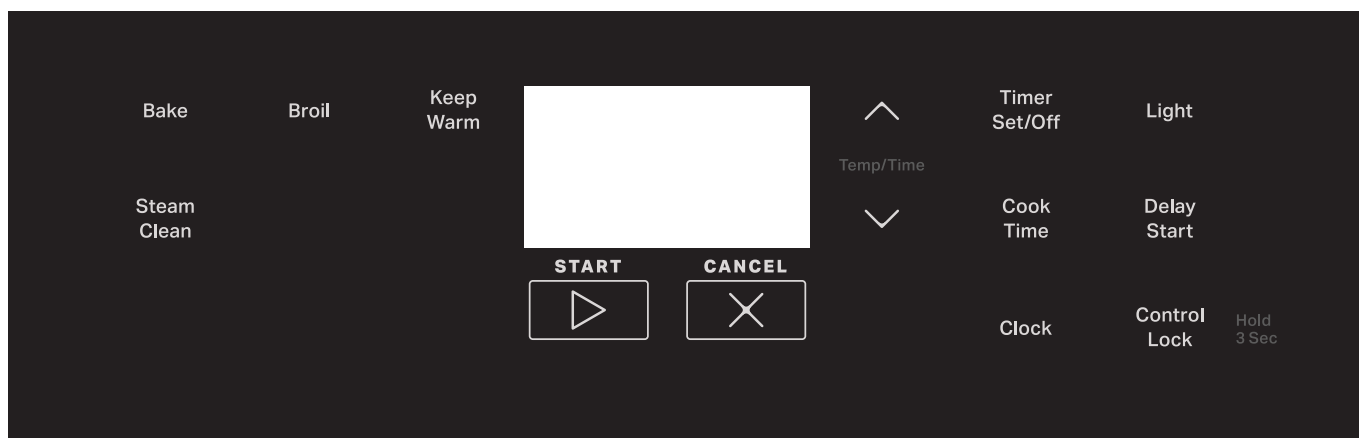 Bake
Broil
Keep
Warm
Timer
Set/Off
Light
Temp/Time
Steam
Clean
Cook
Time
Delay
Start
START
CANCEL
Clock
Control
Lock
Hold
3 Sec